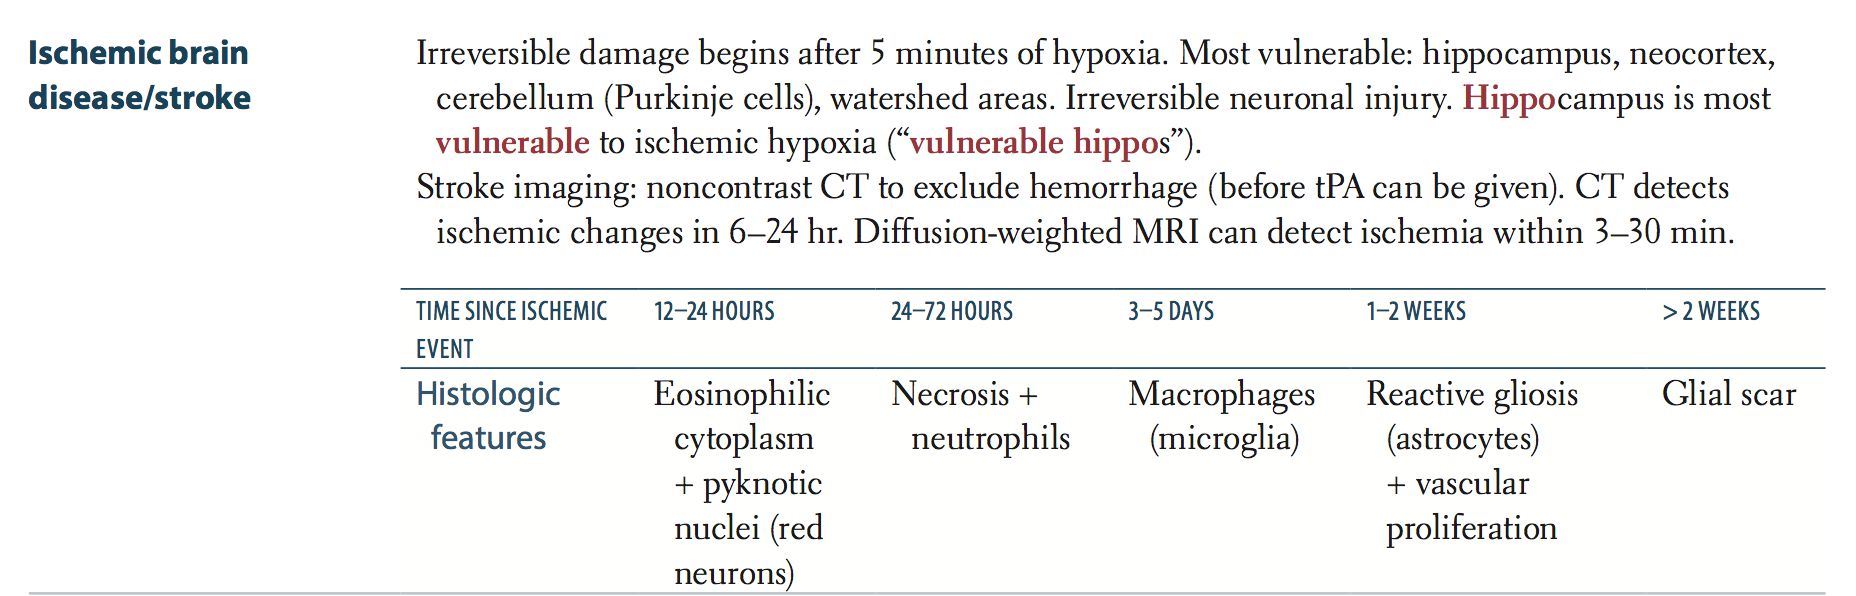 Ischemic brain
disease/stroke
Irreversible damage begins after 5 minutes of hypoxia. Most vulnerable: hippocampus, neocortex,
cerebellum (Purkinje cells), watershed areas. Irreversible neuronal injury. Hippocampus is most
vulnerable to ischemic hypoxia (“vulnerable hippos”).
Stroke imaging: noncontrast CT to exclude hemorrhage (before tPA can be given). CT detects
ischemic changes in 6–24 hr. Diffusion-weighted MRI can detect ischemia within 3–30 min.
TIME SINCE ISCHEMIC
EVENT
12–24 HOURS
24–72 HOURS
3–5 DAYS
1–2 WEEKS
> 2 WEEKS
Histologic
features
Eosinophilic
cytoplasm
+ pyknotic
nuclei (red
neurons)
Necrosis +
neutrophils
Macrophages
(microglia)
Reactive gliosis
(astrocytes)
+ vascular
proliferation
Glial scar